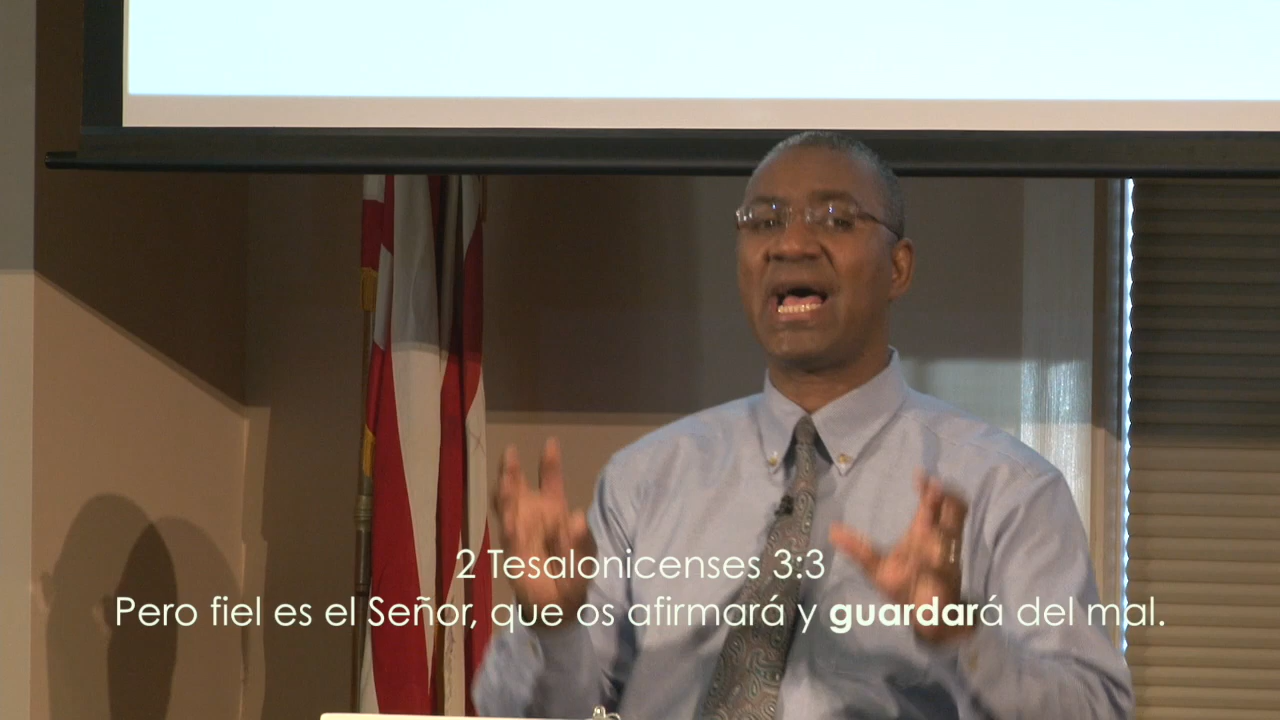 2 Tesalonicenses 3:3
Pero fiel es el Señor, que os afirmará y guardará del mal.